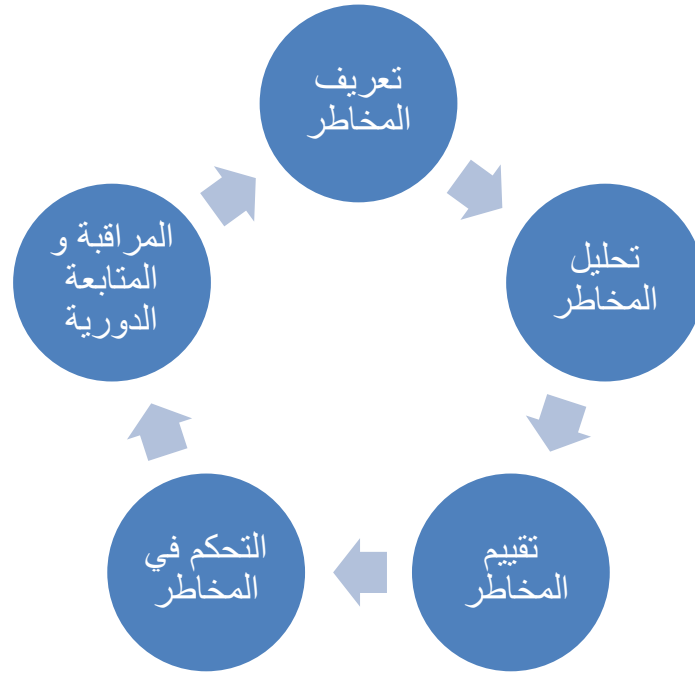 تعريف
المخاطر
تحليل
المخاطر
تقييم
المخاطر
التحكم في
المخاطر
المراقبة و
المتابعة
الدورية